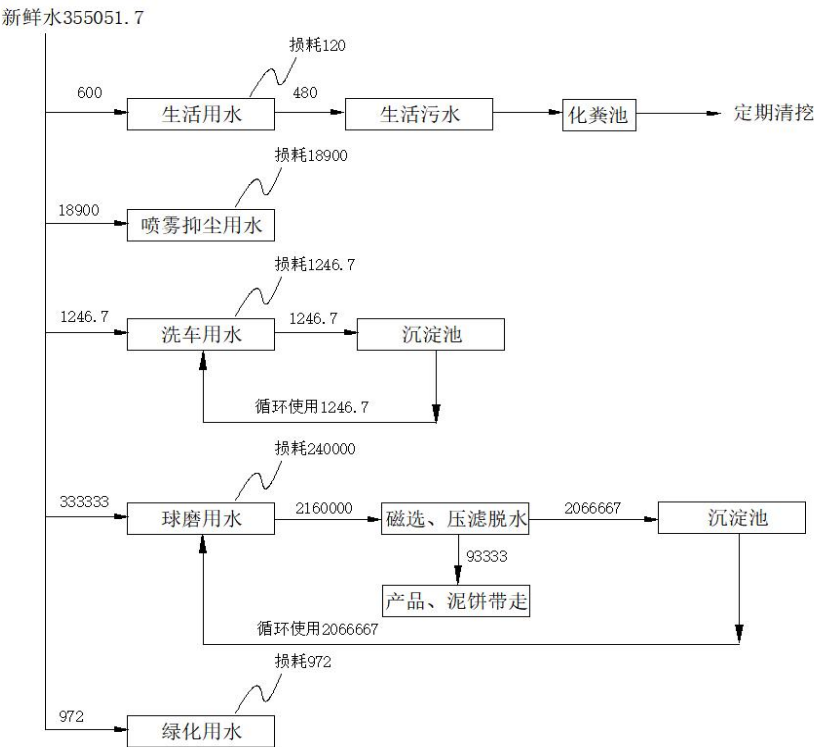 新鲜水355051.7
损耗120
600
生活用水
480
生活污水
化粪池
定期清挖
损耗18900
18900
喷雾抑尘用水
损耗1246.7
1246.7
洗车用水
1246.7
沉淀池
循环使用1246.7
损耗240000
333333
球磨用水
2160000
磁选、压滤脱水
2066667
沉淀池
93333
产品、泥饼带走
循环使用2066667
损耗972
972
绿化用水